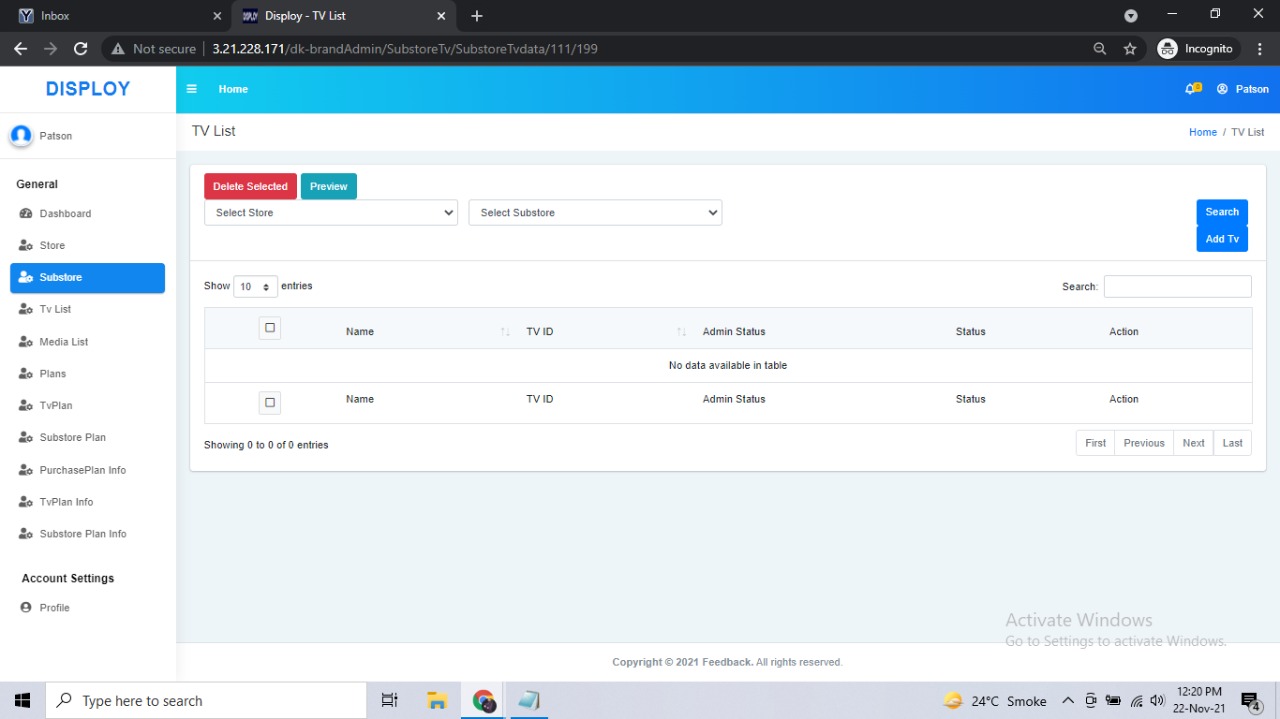 Inbox
Disploy - TV List
Not secure
3.21.228.171/dk-brandAdmin/SubstoreTv/SubstoreTvdata/111/199
Incognito
DISPLOY
Home
Patson
Patson
TV List
Home / TV List
General
Dashboard
Store
Substore
Tv List
Media List
Plans
TvPlan
Substore Plan
PurchasePlan Info
TvPlan Info
Substore Plan Info
Account Settings
Profile
Delete Selected
Preview
Select Store
Select Substore
Search
Add Tv
Show 10 entries
Search:
Name TV ID Admin Status Status Action
No data available in table
Name TV ID Admin Status Status Action
Showing 0 to 0 of 0 entries
First Previous Next Last
Activate Windows
Go to Settings to activate Windows.
Copyright © 2021 Feedback. All rights reserved.
Type here to search
24°C Smoke
12:20 PM
22-Nov-21
4